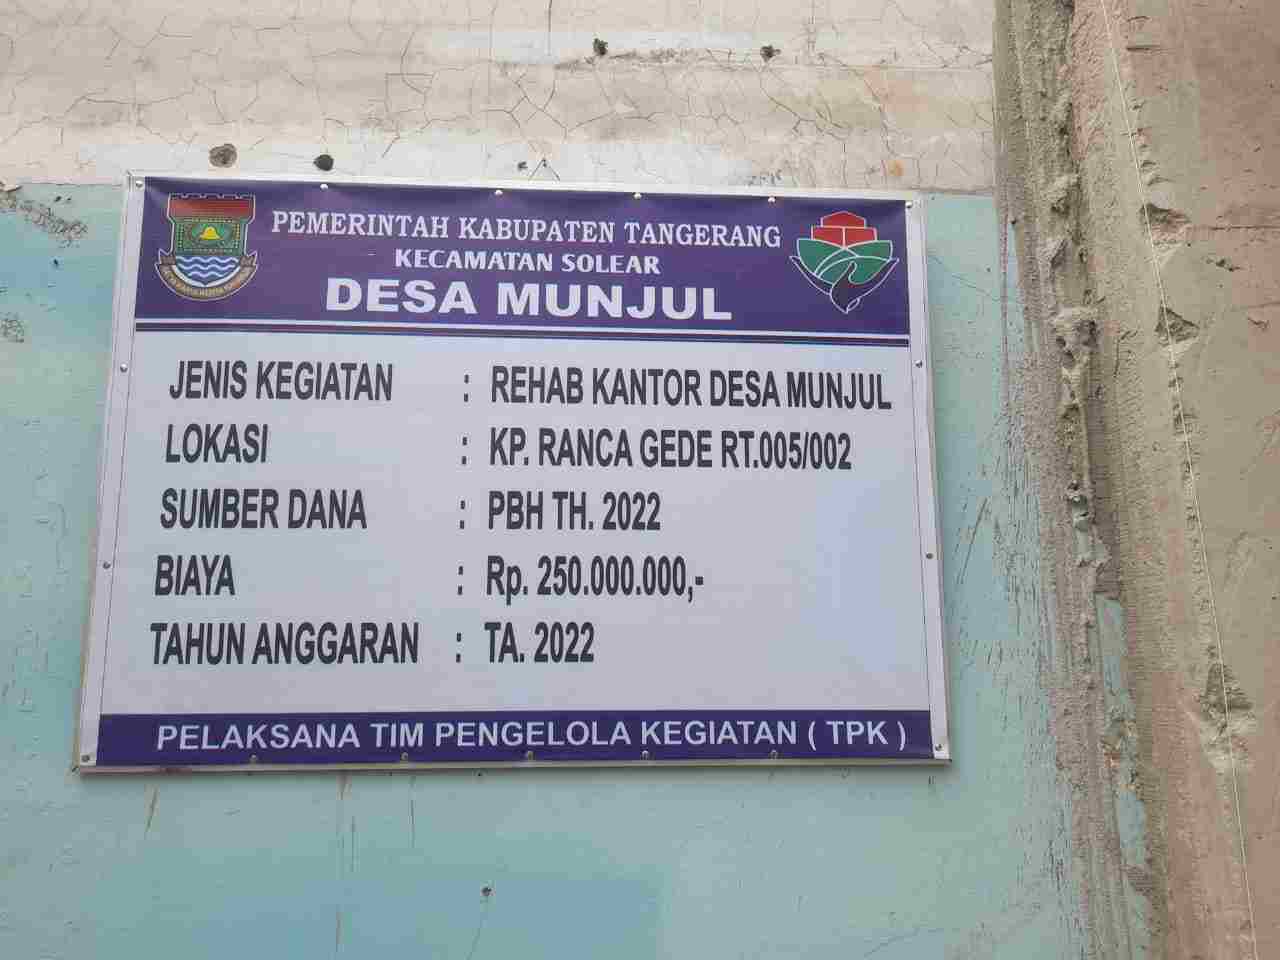 PEMERINTAH KABUPATEN TANGERANG
KECAMATAN SOLEAR
DESA MUNJUL
JENIS KEGIATAN : REHAB KANTOR DESA MUNJUL
LOKASI : KP. RANCA GEDE RT.005/002
SUMBER DANA : PBH TH. 2022
BIAYA : Rp. 250.000.000,-
TAHUN ANGGARAN : TA. 2022
PELAKSANA TIM PENGELOLA KEGIATAN ( TPK )